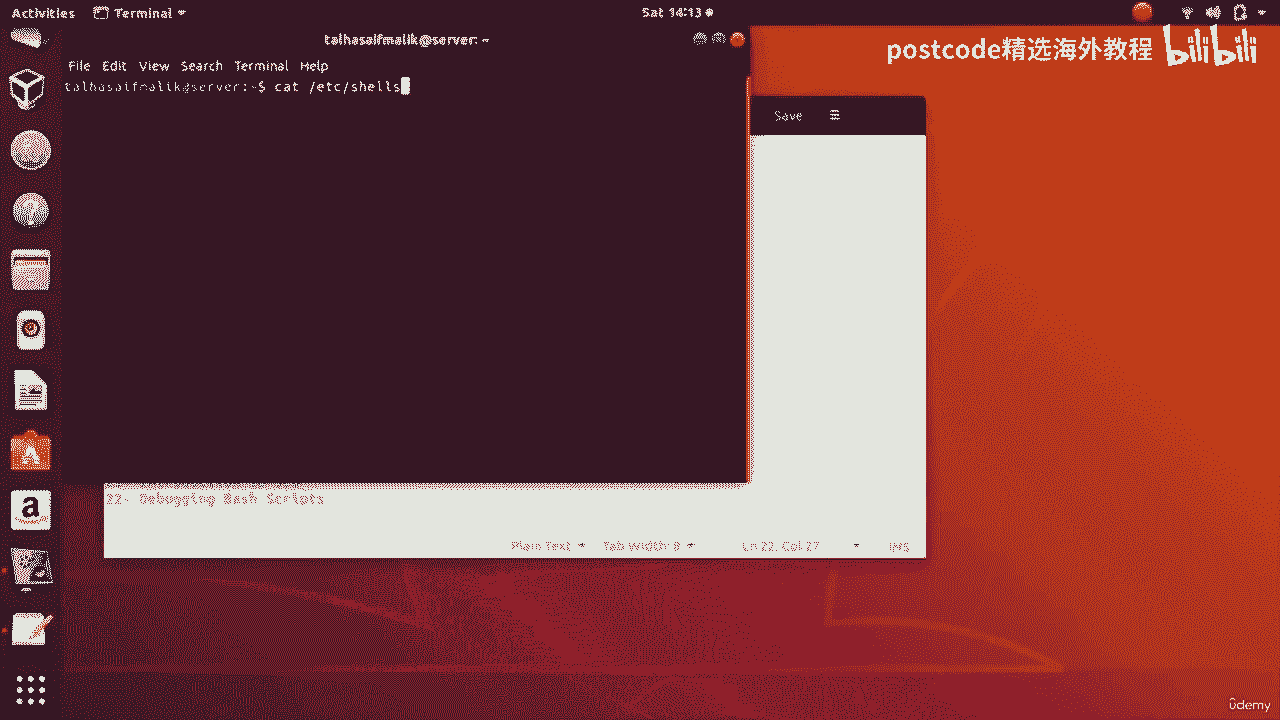 Activities Terminal Sat 14:13
postcode精选海外教程 bilibili
talhasaifmalik@server: ~
File Edit View Search Terminal Help
talhasaifmalik@server:~$ cat /etc/shells
Save
22- Debugging Bash Scripts
Plain Text Tab Width: 8 Ln 22, Col 27 INS
ûdemy